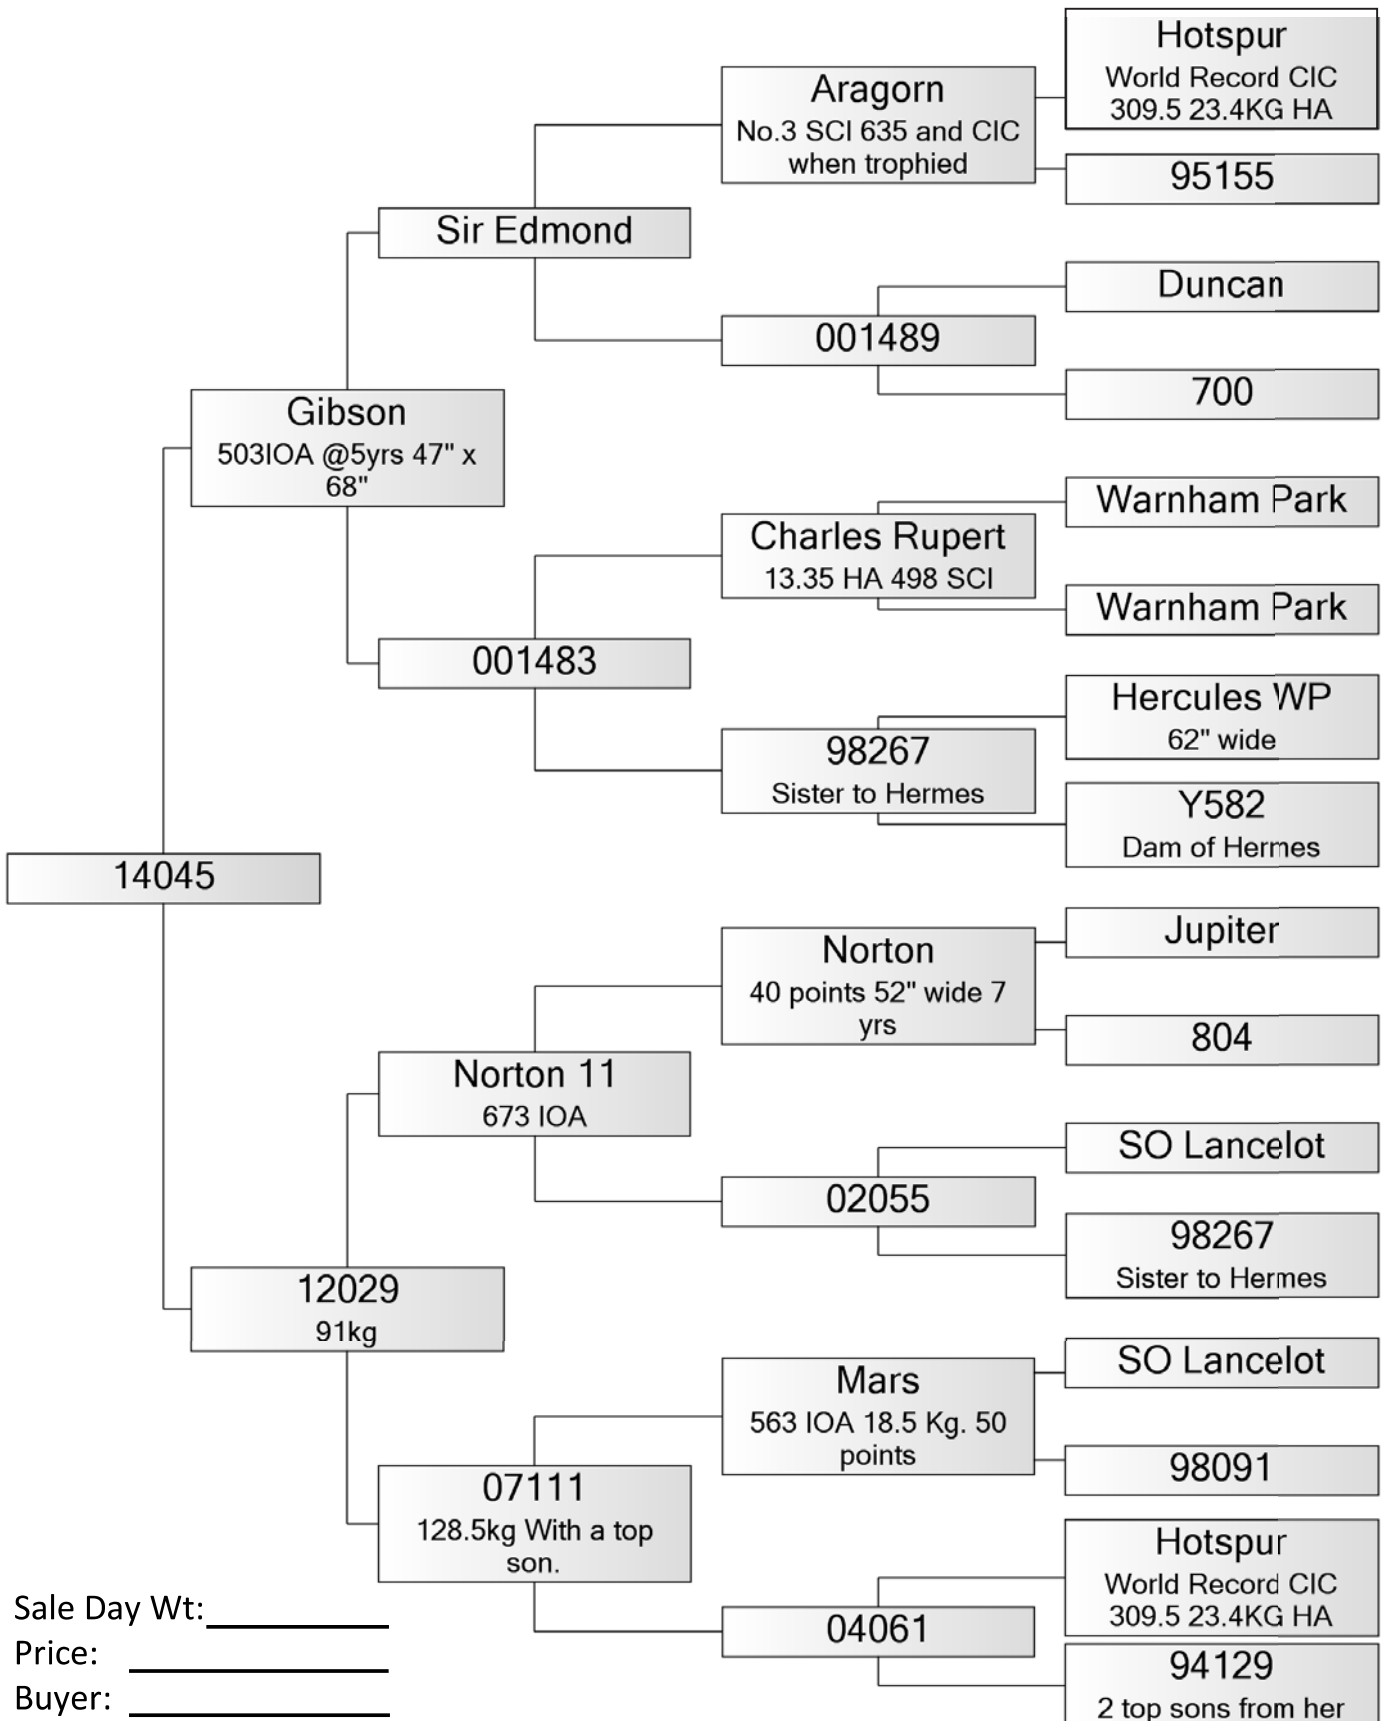 Hotspur
World Record CIC
309.5 23.4KG HA
Aragorn
No.3 SCI 635 and CIC
when trophied
95155
Sir Edmond
Duncan
001489
700
Gibson
503IOA @5yrs 47" x
68"
Warnham Park
Charles Rupert
13.35 HA 498 SCI
Warnham Park
001483
Hercules WP
62" wide
98267
Sister to Hermes
Y582
Dam of Hermes
14045
Jupiter
Norton
40 points 52" wide 7
yrs
804
Norton 11
673 IOA
SO Lancelot
02055
98267
Sister to Hermes
12029
91kg
SO Lancelot
Mars
563 IOA 18.5 Kg. 50
points
98091
07111
128.5kg With a top
son.
Hotspur
World Record CIC
309.5 23.4KG HA
04061
94129
2 top sons from her
Sale Day Wt:
Price:
Buyer: